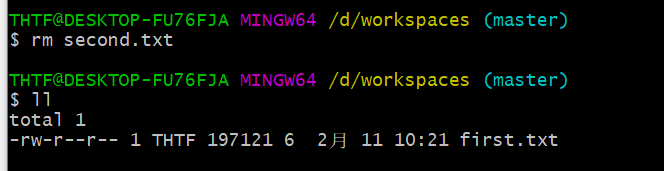 THTF@DESKTOP-FU76FJA MINGW64 /d/workspaces (master)
$ rm second.txt
THTF@DESKTOP-FU76FJA MINGW64 /d/workspaces (master)
$ ll
total 1
-rw-r--r-- 1 THTF 197121 6  2月 11 10:21 first.txt